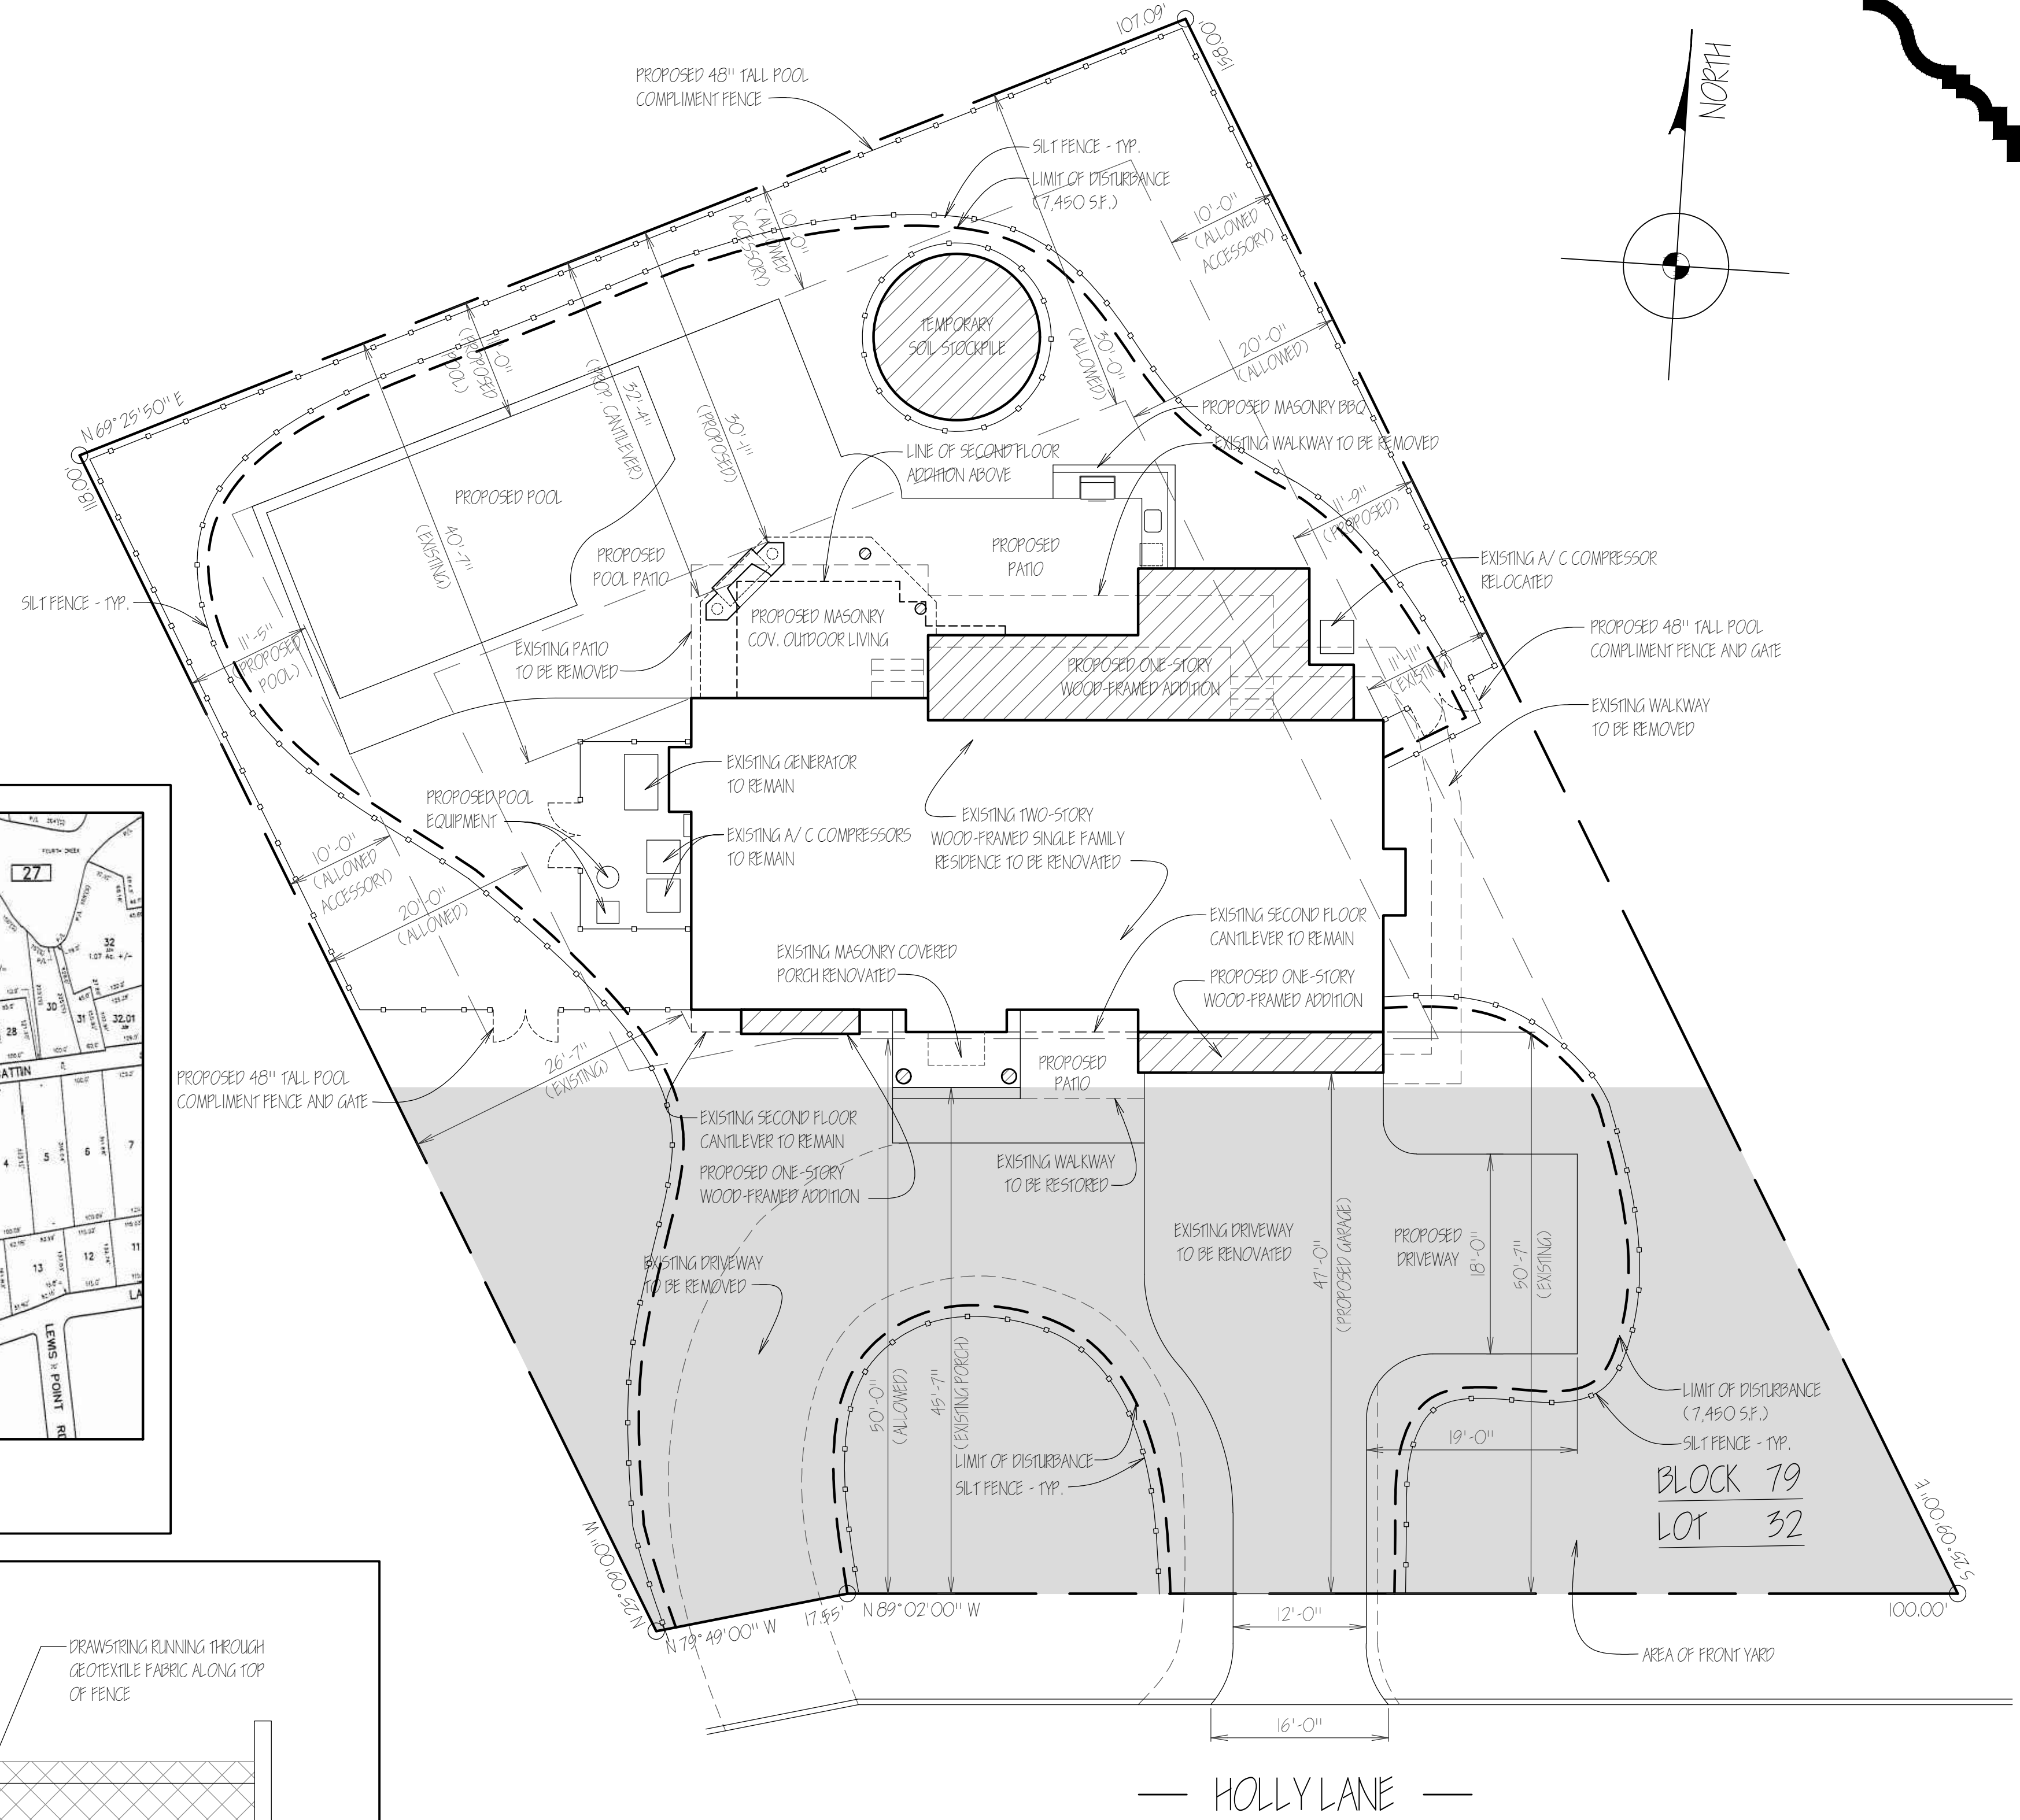 107.09'
158.00'
NORTH
PROPOSED 48" TALL POOL
COMPLIMENT FENCE
SILT FENCE - TYP.
LIMIT OF DISTURBANCE
(7,450 S.F.)
10'-0"
(ALLOWED
ACCESSORY)
10'-0"
(ALLOWED
ACCESSORY)
TEMPORARY
SOIL STOCKPILE
30'-0"
(ALLOWED)
20'-0"
(ALLOWED)
11'-0"
(PROPOSED
POOL)
32'-4"
(PROP. CANTILEVER)
30'-1"
(PROPOSED)
N 69° 25'50" E
118.00'
PROPOSED MASONRY BBQ
EXISTING WALKWAY TO BE REMOVED
LINE OF SECOND FLOOR
ADDITION ABOVE
PROPOSED POOL
40'-7"
(EXISTING)
11'-9"
(PROPOSED)
PROPOSED
POOL PATIO
PROPOSED
PATIO
EXISTING A/C COMPRESSOR
RELOCATED
SILT FENCE - TYP.
PROPOSED MASONRY
COV. OUTDOOR LIVING
PROPOSED 48" TALL POOL
COMPLIMENT FENCE AND GATE
11'-5"
(PROPOSED
POOL)
EXISTING PATIO
TO BE REMOVED
PROPOSED ONE-STORY
WOOD-FRAMED ADDITION
11'-11"
(EXISTING)
EXISTING WALKWAY
TO BE REMOVED
EXISTING GENERATOR
TO REMAIN
PROPOSED POOL
EQUIPMENT
EXISTING A/C COMPRESSORS
TO REMAIN
EXISTING TWO-STORY
WOOD-FRAMED SINGLE FAMILY
RESIDENCE TO BE RENOVATED
10'-0"
(ALLOWED
ACCESSORY)
20'-0"
(ALLOWED)
EXISTING SECOND FLOOR
CANTILEVER TO REMAIN
EXISTING MASONRY COVERED
PORCH RENOVATED
PROPOSED ONE-STORY
WOOD-FRAMED ADDITION
27
32
1.07 Ac. +/-
30
31
32.01
28
ATTIN
4
5
6
7
13
12
11
LA
LEWIS POINT RD
PROPOSED 48" TALL POOL
COMPLIMENT FENCE AND GATE
26'-7"
(EXISTING)
PROPOSED
PATIO
EXISTING SECOND FLOOR
CANTILEVER TO REMAIN
PROPOSED ONE-STORY
WOOD-FRAMED ADDITION
EXISTING WALKWAY
TO BE RESTORED
EXISTING DRIVEWAY
TO BE REMOVED
EXISTING DRIVEWAY
TO BE RENOVATED
47'-0"
(PROPOSED GARAGE)
PROPOSED
DRIVEWAY
18'-0"
50'-7"
(EXISTING)
50'-0"
(ALLOWED)
45'-7"
(EXISTING PORCH)
LIMIT OF DISTURBANCE
SILT FENCE - TYP.
19'-0"
LIMIT OF DISTURBANCE
(7,450 S.F.)
SILT FENCE - TYP.
BLOCK 79
LOT 32
N 25° 09'00" W
N 79° 49'00" W
17.55'
N 89° 02'00" W
12'-0"
S 25° 09'00" E
100.00'
AREA OF FRONT YARD
DRAWSTRING RUNNING THROUGH
GEOTEXTILE FABRIC ALONG TOP
OF FENCE
16'-0"
HOLLY LANE